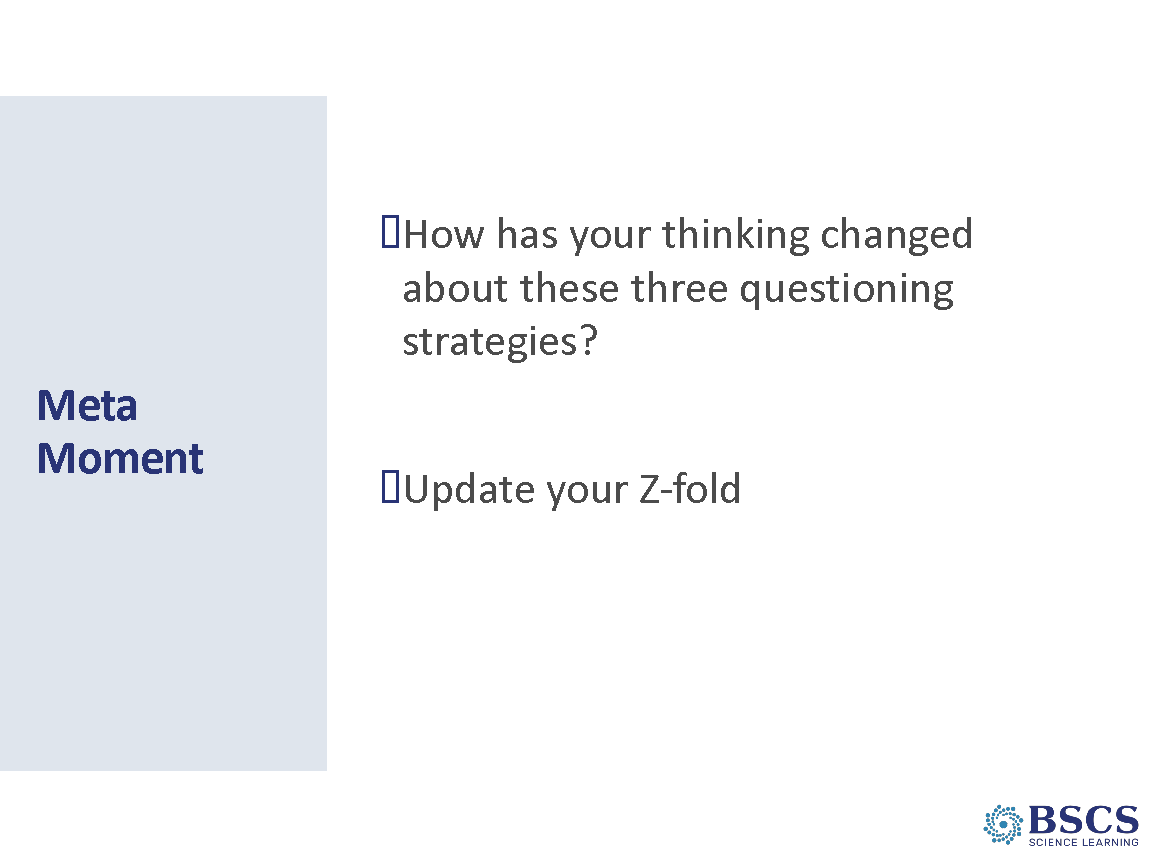 Meta
Moment
How has your thinking changed
about these three questioning
strategies?
Update your Z-fold
BSCS
SCIENCE LEARNING